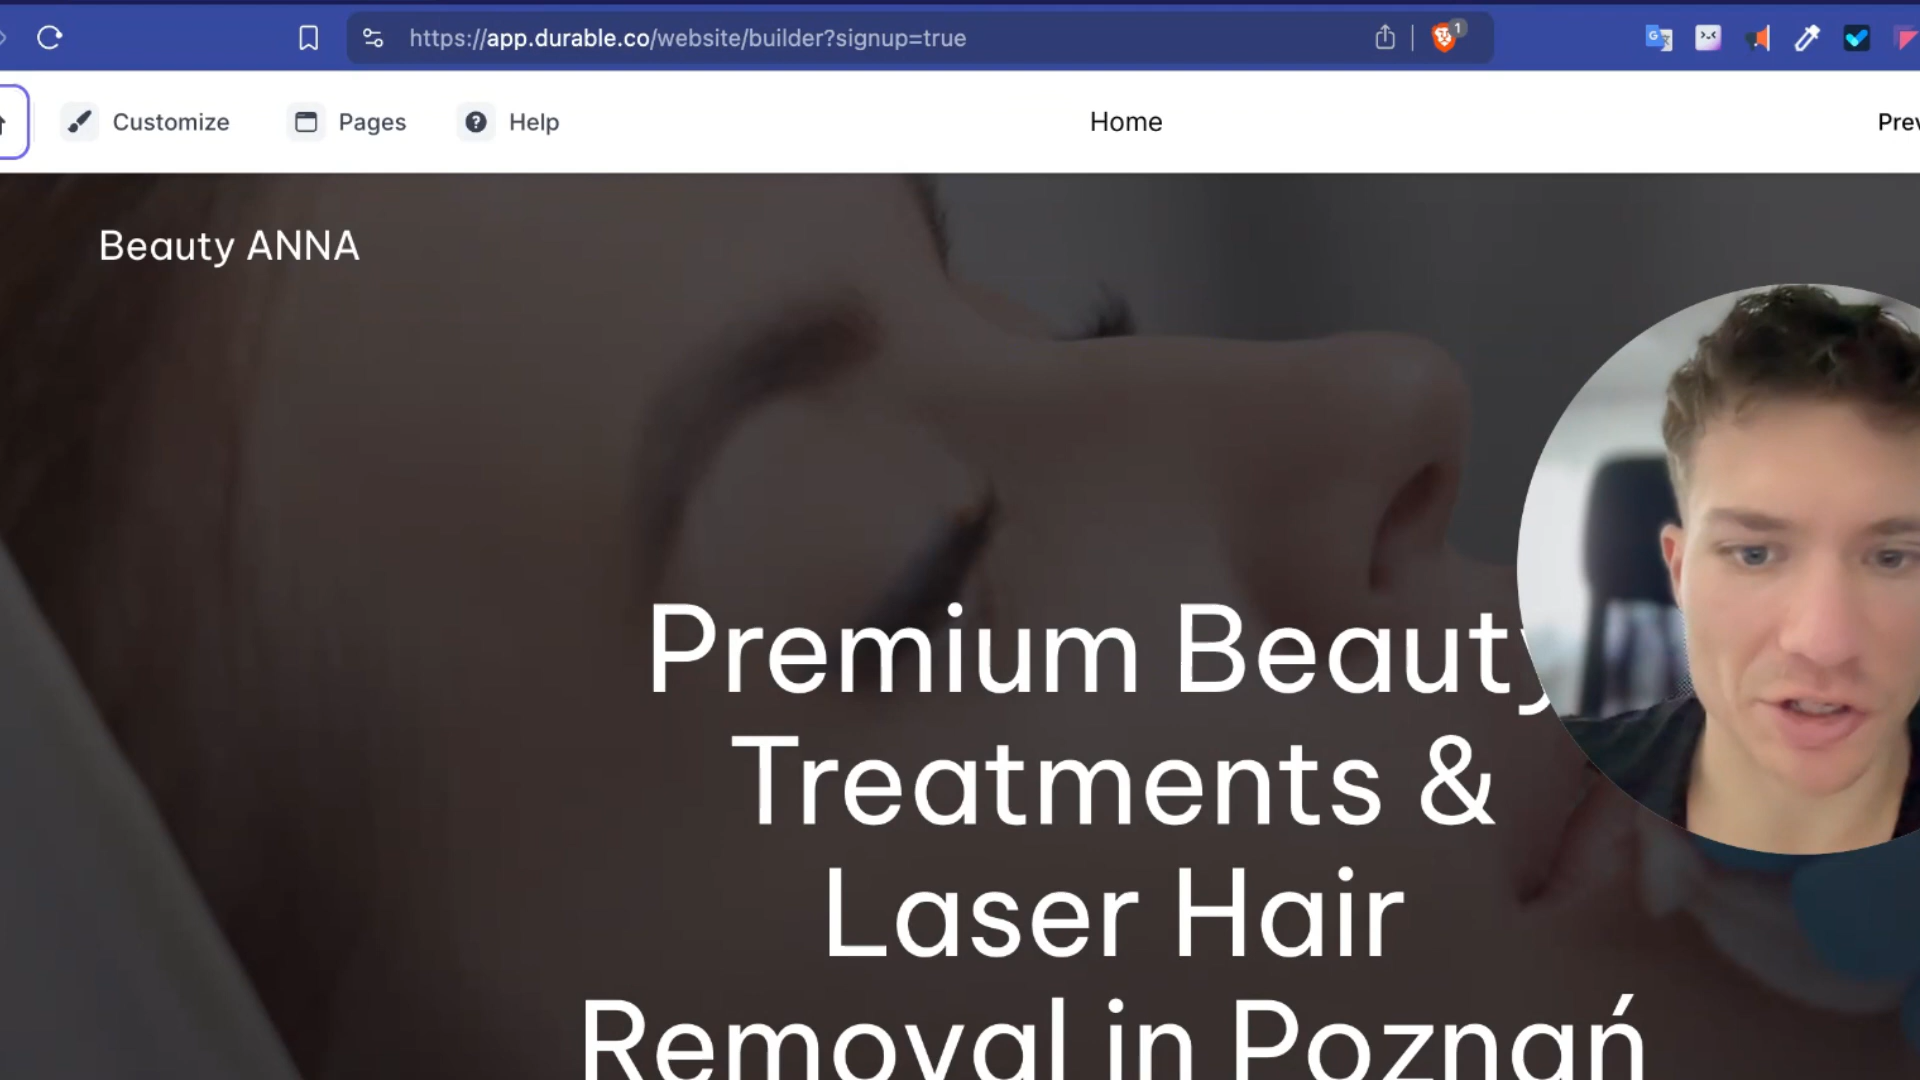 https://app.durable.co/website/builder?signup=true
1
Customize
Pages
Help
Home
Beauty ANNA
Premium Beauty
Treatments &
Laser Hair
Removal in Poznań